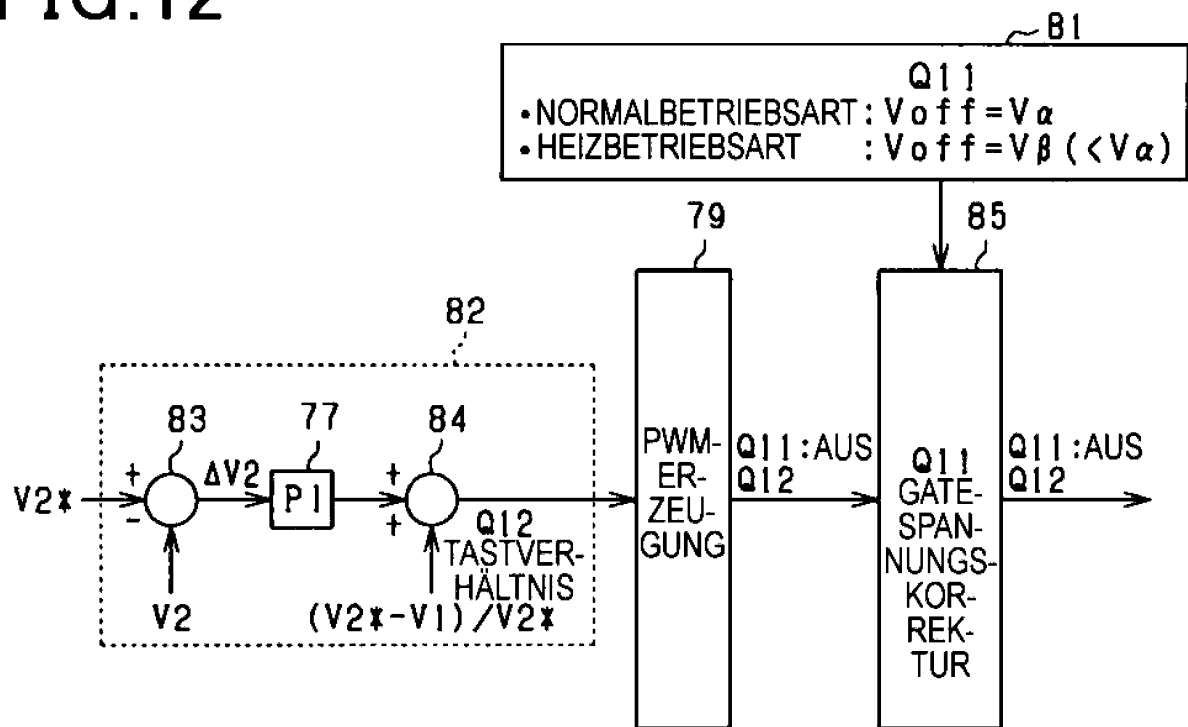 FIG.12
81
Q11
•NORMALBETRIEBSART:Voff=Vα
•HEIZBETRIEBSART :Voff=Vβ(<Vα)
79
85
82
83
77
84
V2*
+
-
ΔV2
PI
+
+
V2
Q12
TASTVER-
HÄLTNIS
(V2*-V1)/V2*
PWM-
ER-
ZEU-
GUNG
Q11:AUS
Q12
Q11
GATE-
SPAN-
NUNGS-
KOR-
REK-
TUR
Q11:AUS
Q12